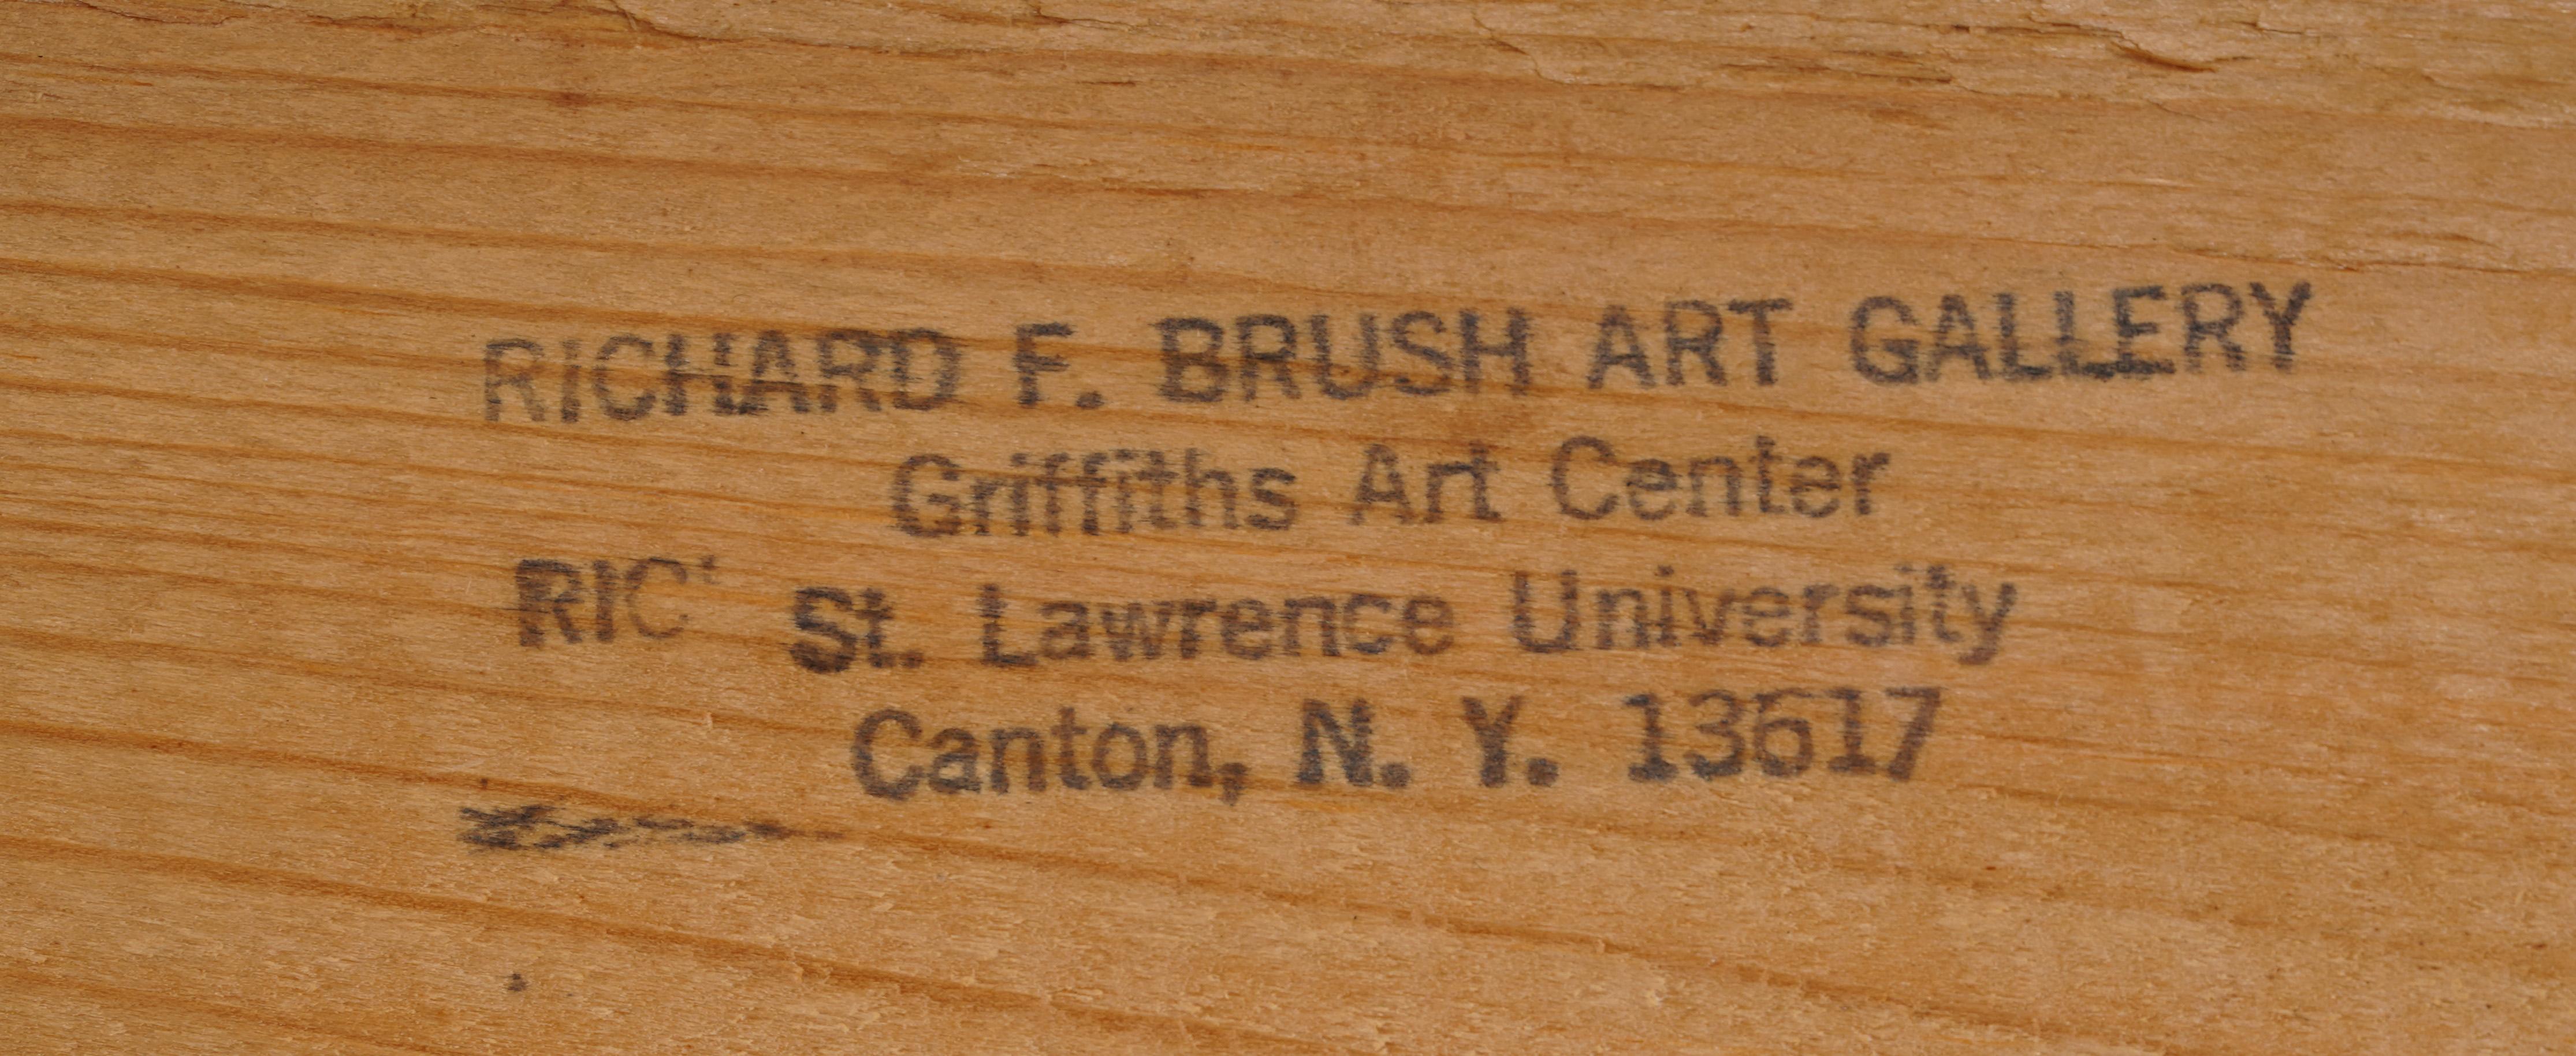 RICHARD F. BRUSH ART GALLERY
Griffiths Art Center
RIC
St. Lawrence University
Canton, N. Y. 13617